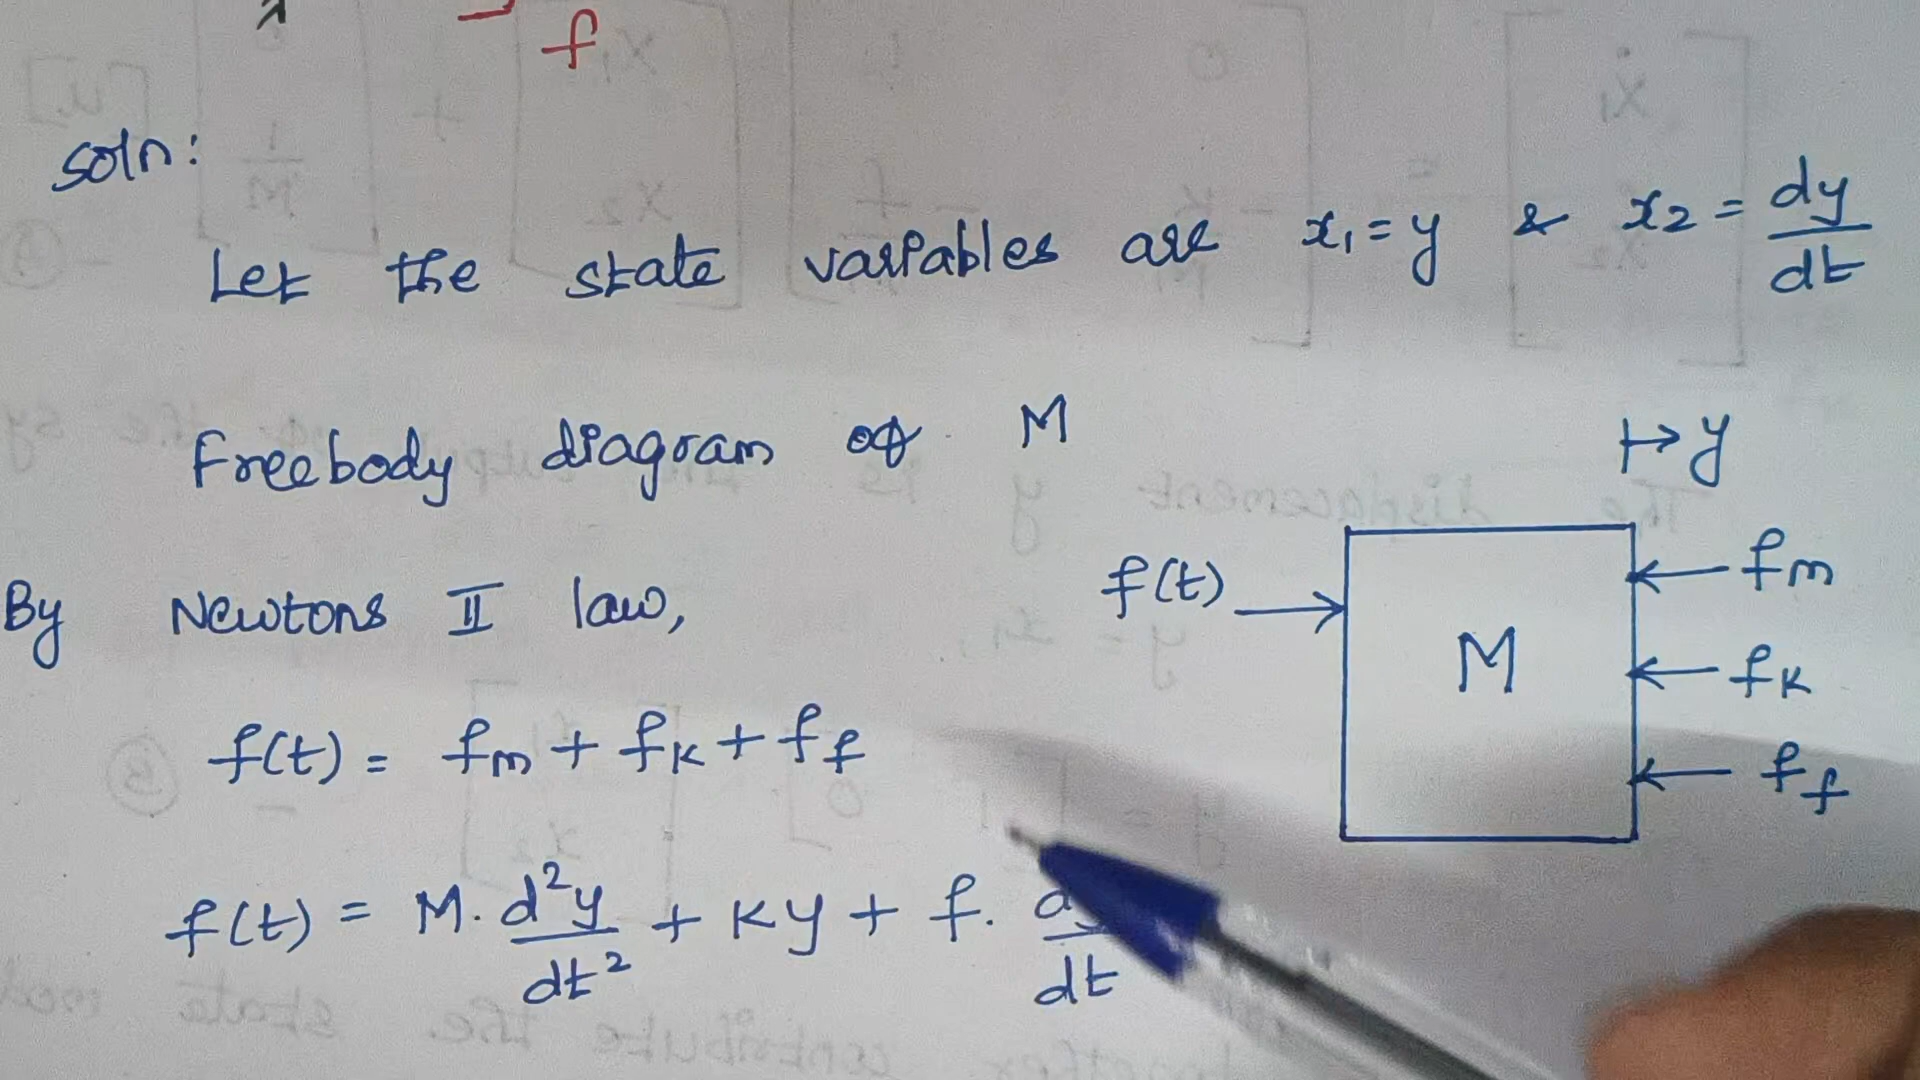 f
soln:
Let the state variables are x₁ = y & x₂ = dy/dt
Freebody diagram of M
↦ y
By Newtons II law,
f(t) →
M
← fm
← fk
← ff
f(t) = fm + fk + ff
f(t) = M. d²y/dt² + Ky + f. dy/dt